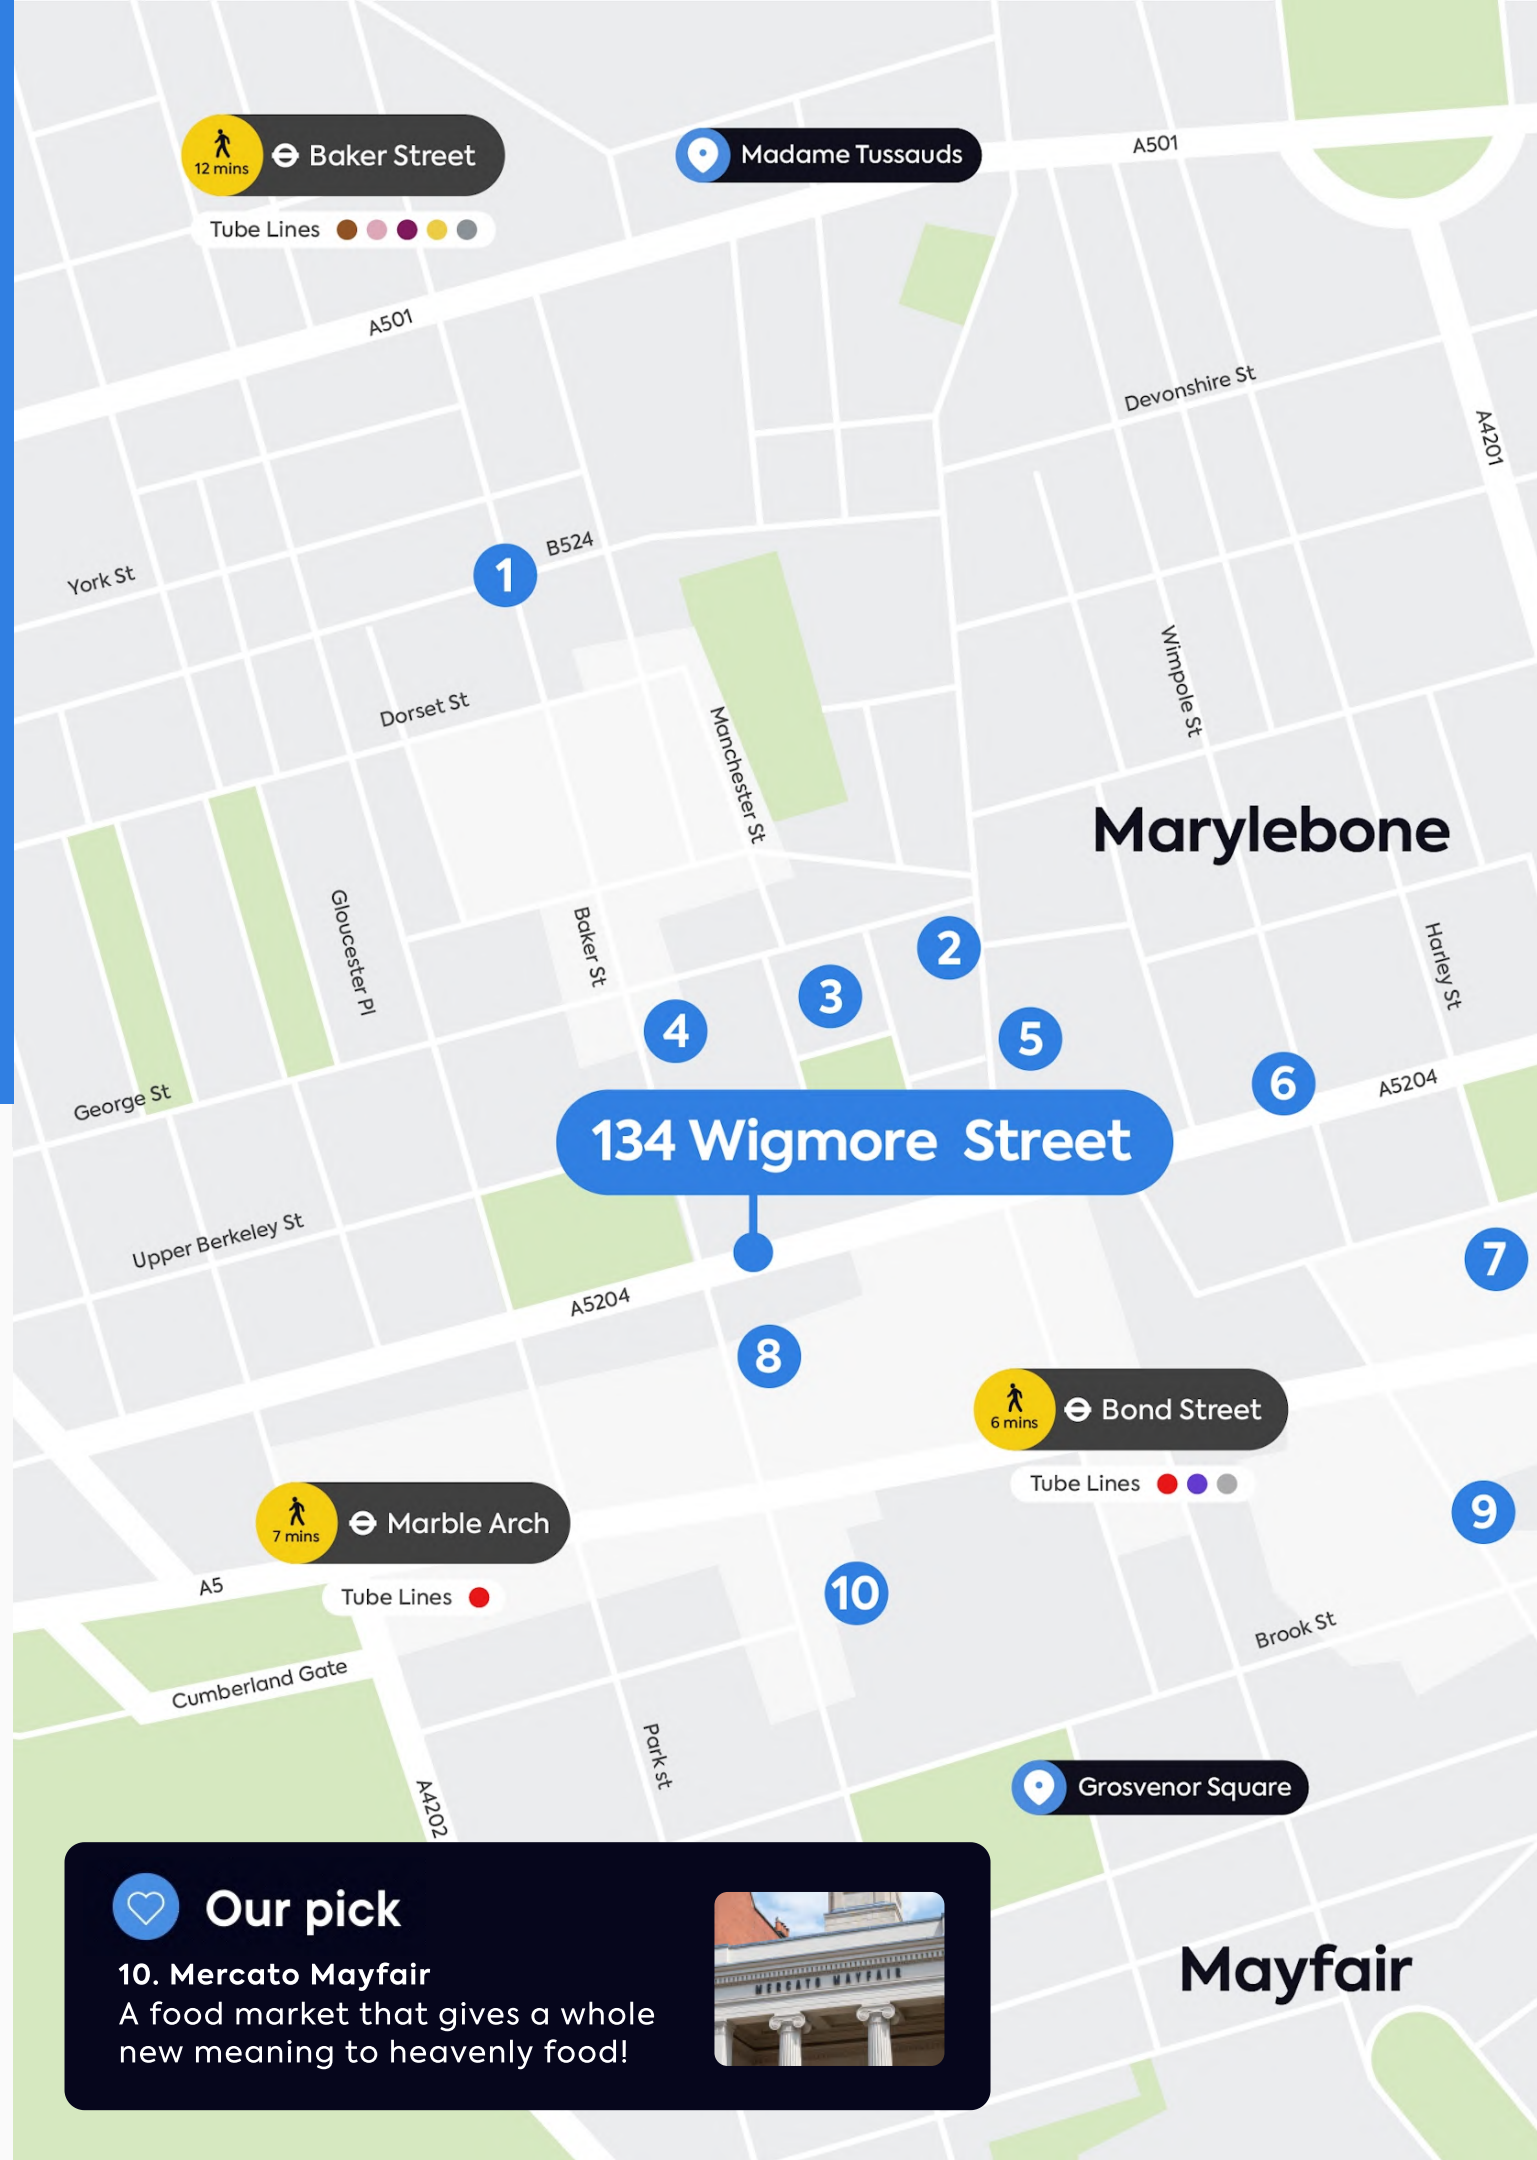 12 mins
Baker Street
Tube Lines
Madame Tussauds
A501
A501
Devonshire St
A4201
B524
1
York St
Wimpole St
Dorset St
Manchester St
Marylebone
Gloucester Pl
Baker St
2
Harley St
3
4
5
6
A5204
George St
134 Wigmore Street
Upper Berkeley St
7
A5204
8
6 mins
Bond Street
Tube Lines
7 mins
Marble Arch
Tube Lines
9
A5
10
Brook St
Cumberland Gate
Park st
A4202
Grosvenor Square
Our pick
10. Mercato Mayfair
A food market that gives a whole
new meaning to heavenly food!
MERCATO MAYFAIR
Mayfair